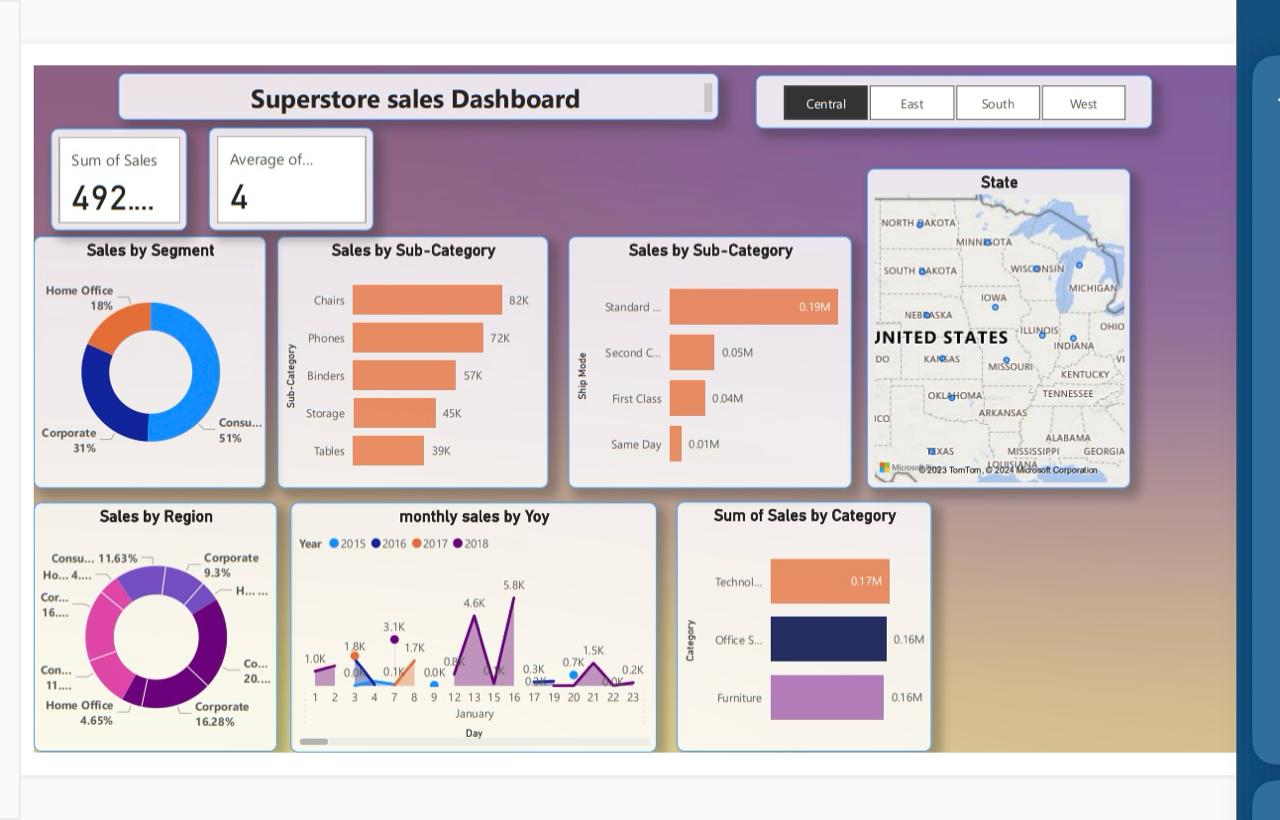 Superstore sales Dashboard
Central East South West
Sum of Sales
492....
Average of...
4
Sales by Segment
Home Office
18%
Corporate
31%
Consu...
51%
Sales by Sub-Category
Sub-Category
Chairs 82K
Phones 72K
Binders 57K
Storage 45K
Tables 39K
Sales by Sub-Category
Ship Mode
Standard ... 0.19M
Second C... 0.05M
First Class 0.04M
Same Day 0.01M
State
NORTH DAKOTA
MINNESOTA
SOUTH DAKOTA
WISCONSIN
MICHIGAN
IOWA
NEBRASKA
ILLINOIS
OHIO
UNITED STATES
INDIANA
DO
KANSAS
MISSOURI
VI
KENTUCKY
OKLAHOMA
TENNESSEE
ICO
ARKANSAS
ALABAMA
TEXAS
MISSISSIPPI
GEORGIA
LOUISIANA
©2023 TomTom, © 2024 Microsoft Corporation
Sales by Region
Consu... 11.63%
Corporate
9.3%
Ho... 4....
H... ...
Cor...
16....
Con...
11....
Co...
20....
Home Office
4.65%
Corporate
16.28%
monthly sales by Yoy
Year 2015 2016 2017 2018
5.8K
4.6K
3.1K
1.8K
1.7K
1.5K
1.0K
0.0K
0.1K
0.0K
0.3K
0.7K
0.2K
1 2 3 4 7 8 9 12 13 15 16 17 19 20 21 22 23
January
Day
Sum of Sales by Category
Category
Technol... 0.17M
Office S... 0.16M
Furniture 0.16M